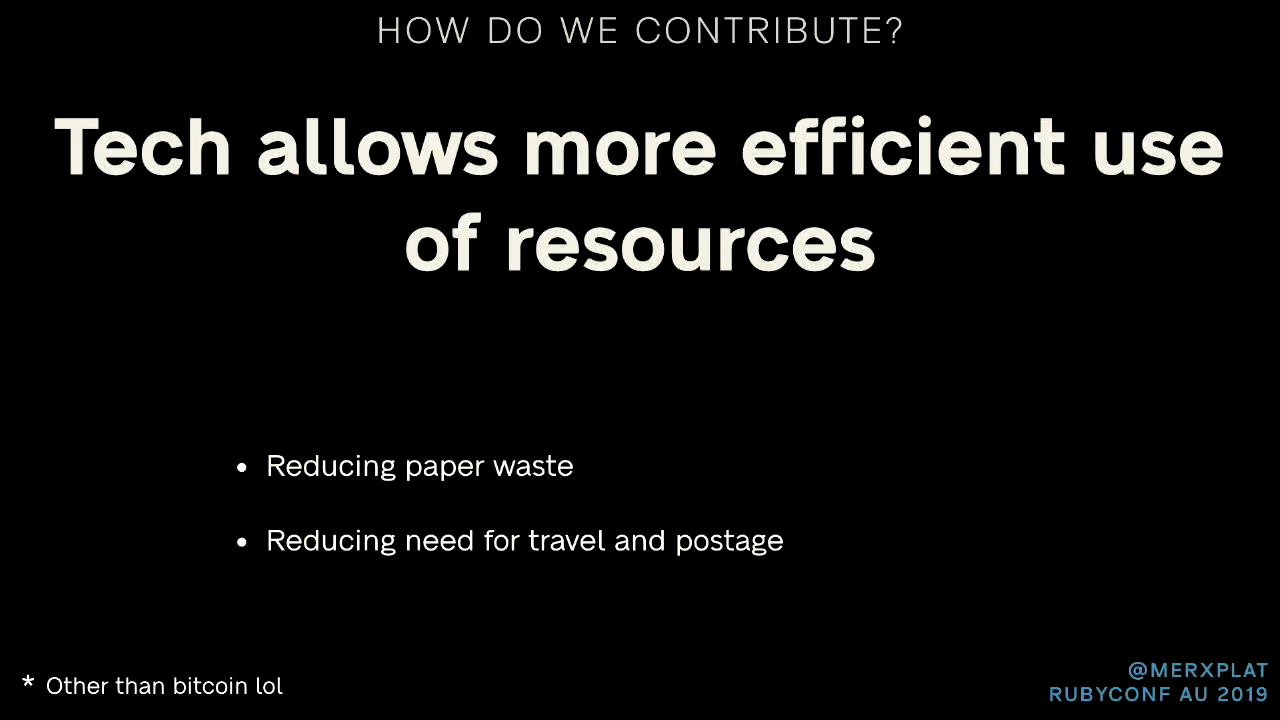 HOW DO WE CONTRIBUTE?
Tech allows more efficient use
of resources
• Reducing paper waste
• Reducing need for travel and postage
* Other than bitcoin lol
@MERXPLAT
RUBYCONF AU 2019